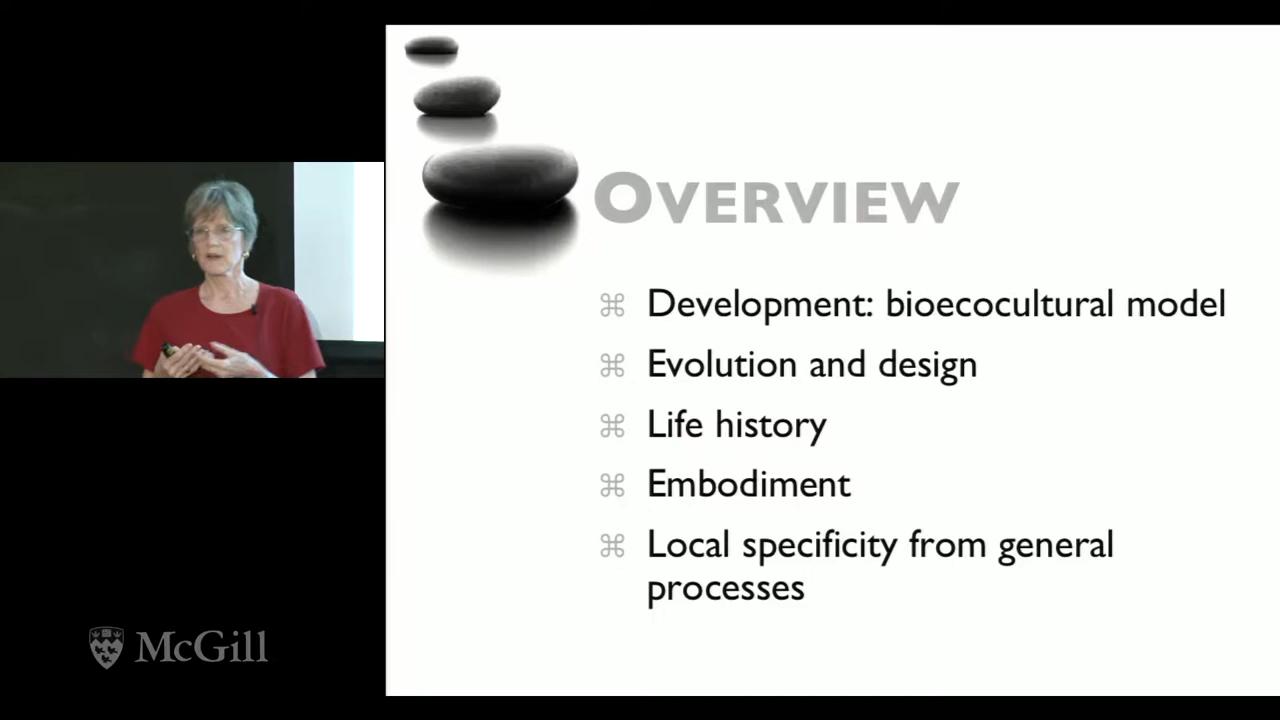 OVERVIEW
⌘ Development: bioecocultural model
⌘ Evolution and design
⌘ Life history
⌘ Embodiment
⌘ Local specificity from general
processes
McGill